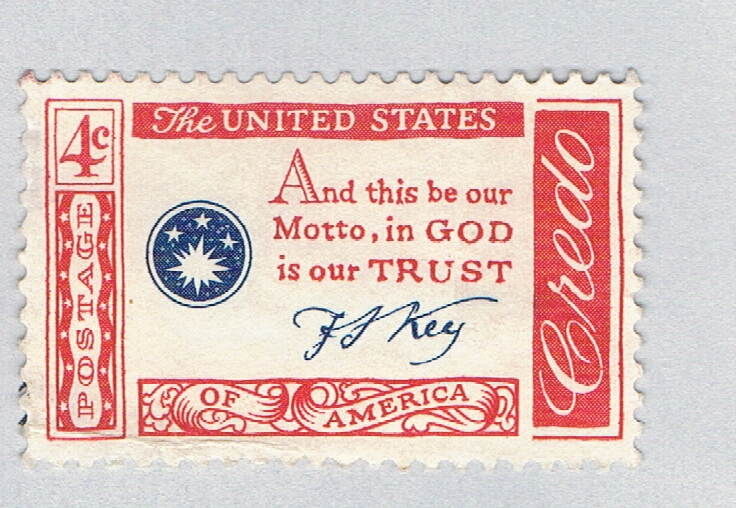 4c
The UNITED STATES
POSTAGE
And this be our
Motto, in GOD
is our TRUST
F S Key
OF AMERICA
Credo